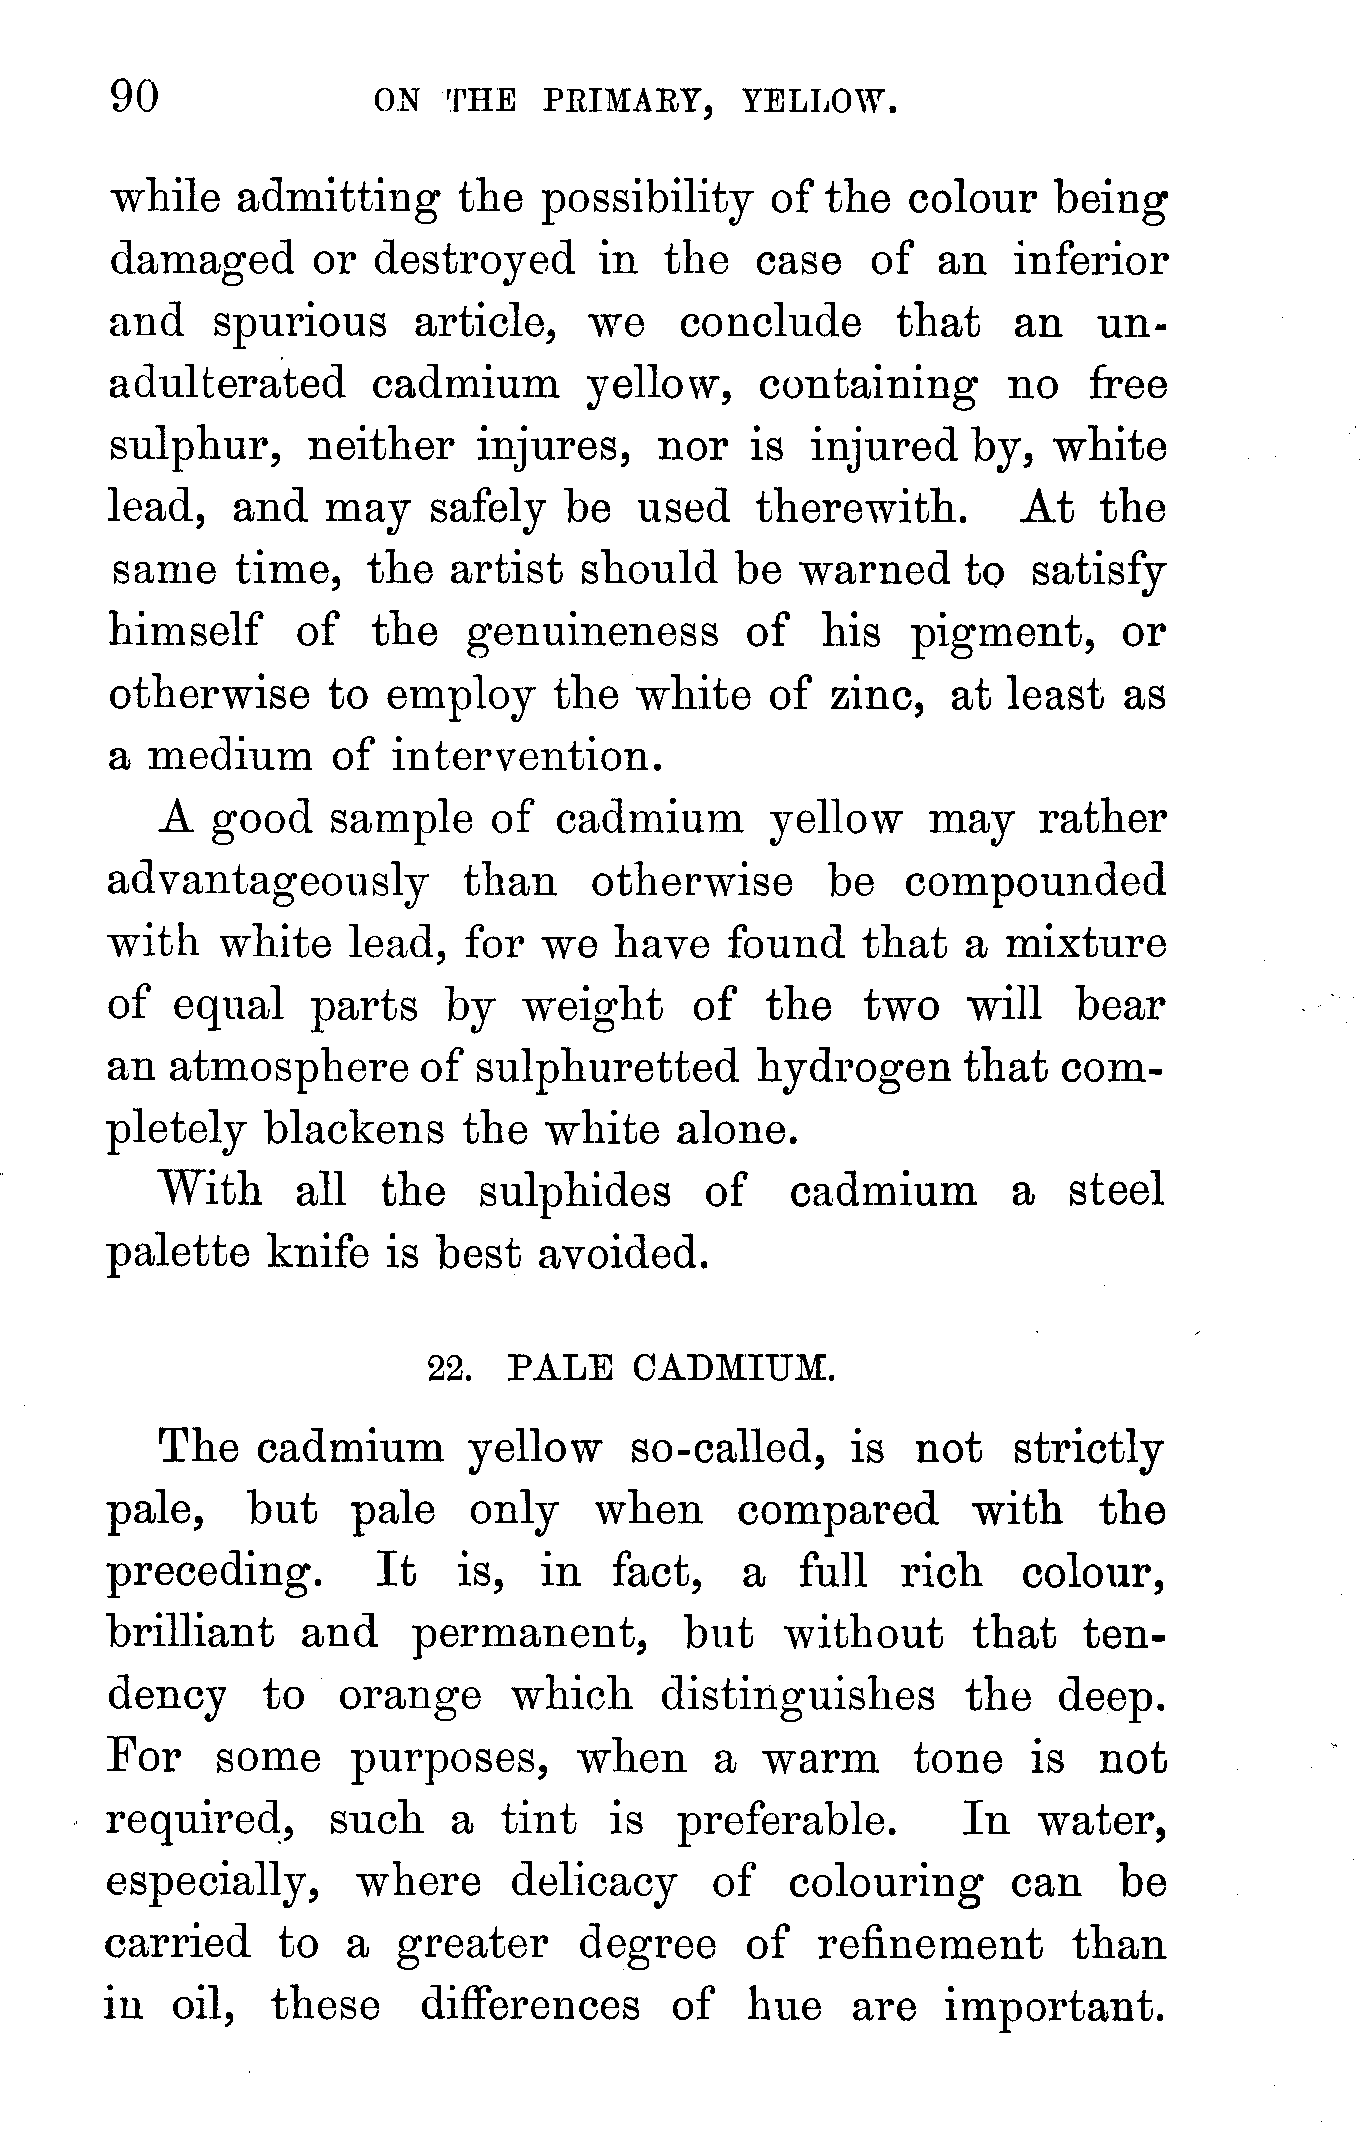 90 ON THE PRIMARY, YELLOW.
while admitting the possibility of the colour being
damaged or destroyed in the case of an inferior
and spurious article, we conclude that an un-
adulterated cadmium yellow, containing no free
sulphur, neither injures, nor is injured by, white
lead, and may safely be used therewith. At the
same time, the artist should be warned to satisfy
himself of the genuineness of his pigment, or
otherwise to employ the white of zinc, at least as
a medium of intervention.
A good sample of cadmium yellow may rather
advantageously than otherwise be compounded
with white lead, for we have found that a mixture
of equal parts by weight of the two will bear
an atmosphere of sulphuretted hydrogen that com-
pletely blackens the white alone.
With all the sulphides of cadmium a steel
palette knife is best avoided.
22. PALE CADMIUM.
The cadmium yellow so-called, is not strictly
pale, but pale only when compared with the
preceding. It is, in fact, a full rich colour,
brilliant and permanent, but without that ten-
dency to orange which distinguishes the deep.
For some purposes, when a warm tone is not
required, such a tint is preferable. In water,
especially, where delicacy of colouring can be
carried to a greater degree of refinement than
in oil, these differences of hue are important.